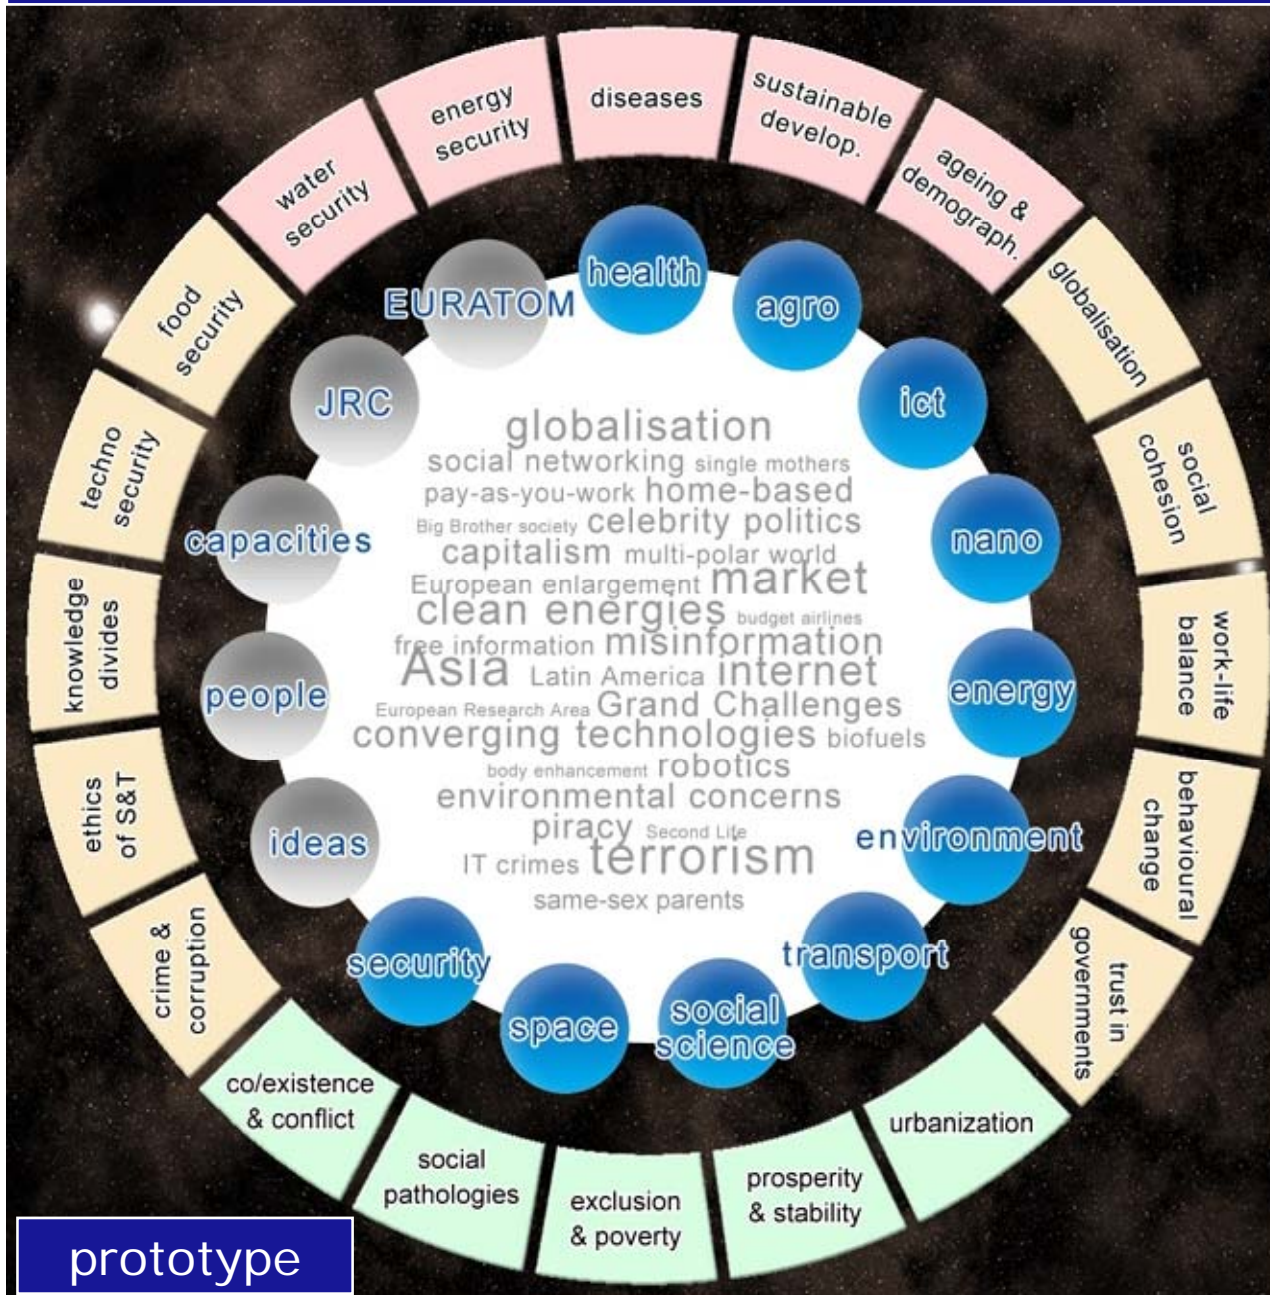 energy
security
diseases
sustainable
develop.
ageing &
demograph.
globalisation
social
cohesion
work-life
balance
behavioural
change
trust in
governments
urbanization
prosperity
& stability
exclusion
& poverty
social
pathologies
co/existence
& conflict
crime &
corruption
ethics
of S&T
knowledge
divides
techno
security
food
security
water
security
health
agro
ict
nano
energy
environment
transport
social
science
space
security
ideas
people
capacities
JRC
EURATOM
globalisation
social networking single mothers
pay-as-you-work home-based
Big Brother society celebrity politics
capitalism multi-polar world
European enlargement market
clean energies budget airlines
free information misinformation
Asia Latin America internet
European Research Area Grand Challenges
converging technologies biofuels
body enhancement robotics
environmental concerns
piracy Second Life
IT crimes terrorism
same-sex parents
prototype